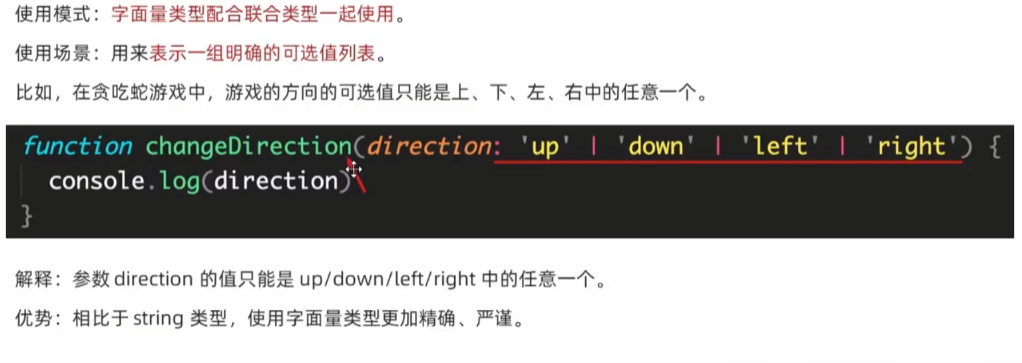 使用模式：字面量类型配合联合类型一起使用。
使用场景：用来表示一组明确的可选值列表。
比如，在贪吃蛇游戏中，游戏的方向的可选值只能是上、下、左、右中的任意一个。
function changeDirection(direction: 'up' | 'down' | 'left' | 'right') {
console.log(direction)
}
解释：参数 direction 的值只能是 up/down/left/right 中的任意一个。
优势：相比于 string 类型，使用字面量类型更加精确、严谨。